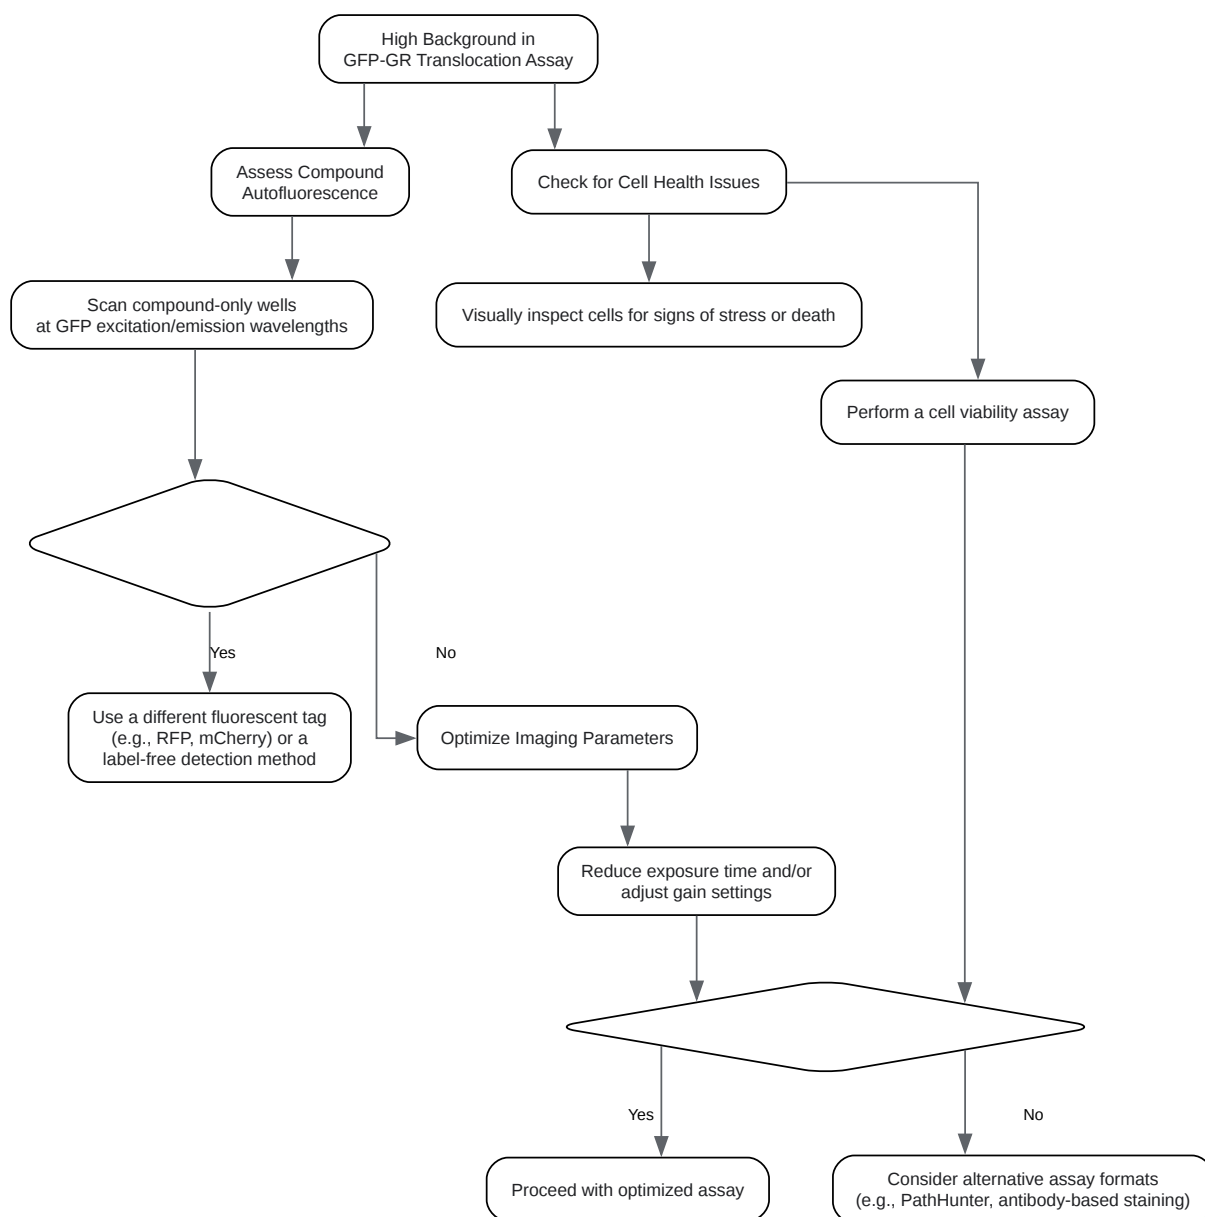 High Background in
GFP-GR Translocation Assay
Assess Compound
Autofluorescence
Check for Cell Health Issues
Scan compound-only wells
at GFP excitation/emission wavelengths
Visually inspect cells for signs of stress or death
Perform a cell viability assay
Yes
No
Use a different fluorescent tag
(e.g., RFP, mCherry) or a
label-free detection method
Optimize Imaging Parameters
Reduce exposure time and/or
adjust gain settings
Yes
No
Proceed with optimized assay
Consider alternative assay formats
(e.g., PathHunter, antibody-based staining)